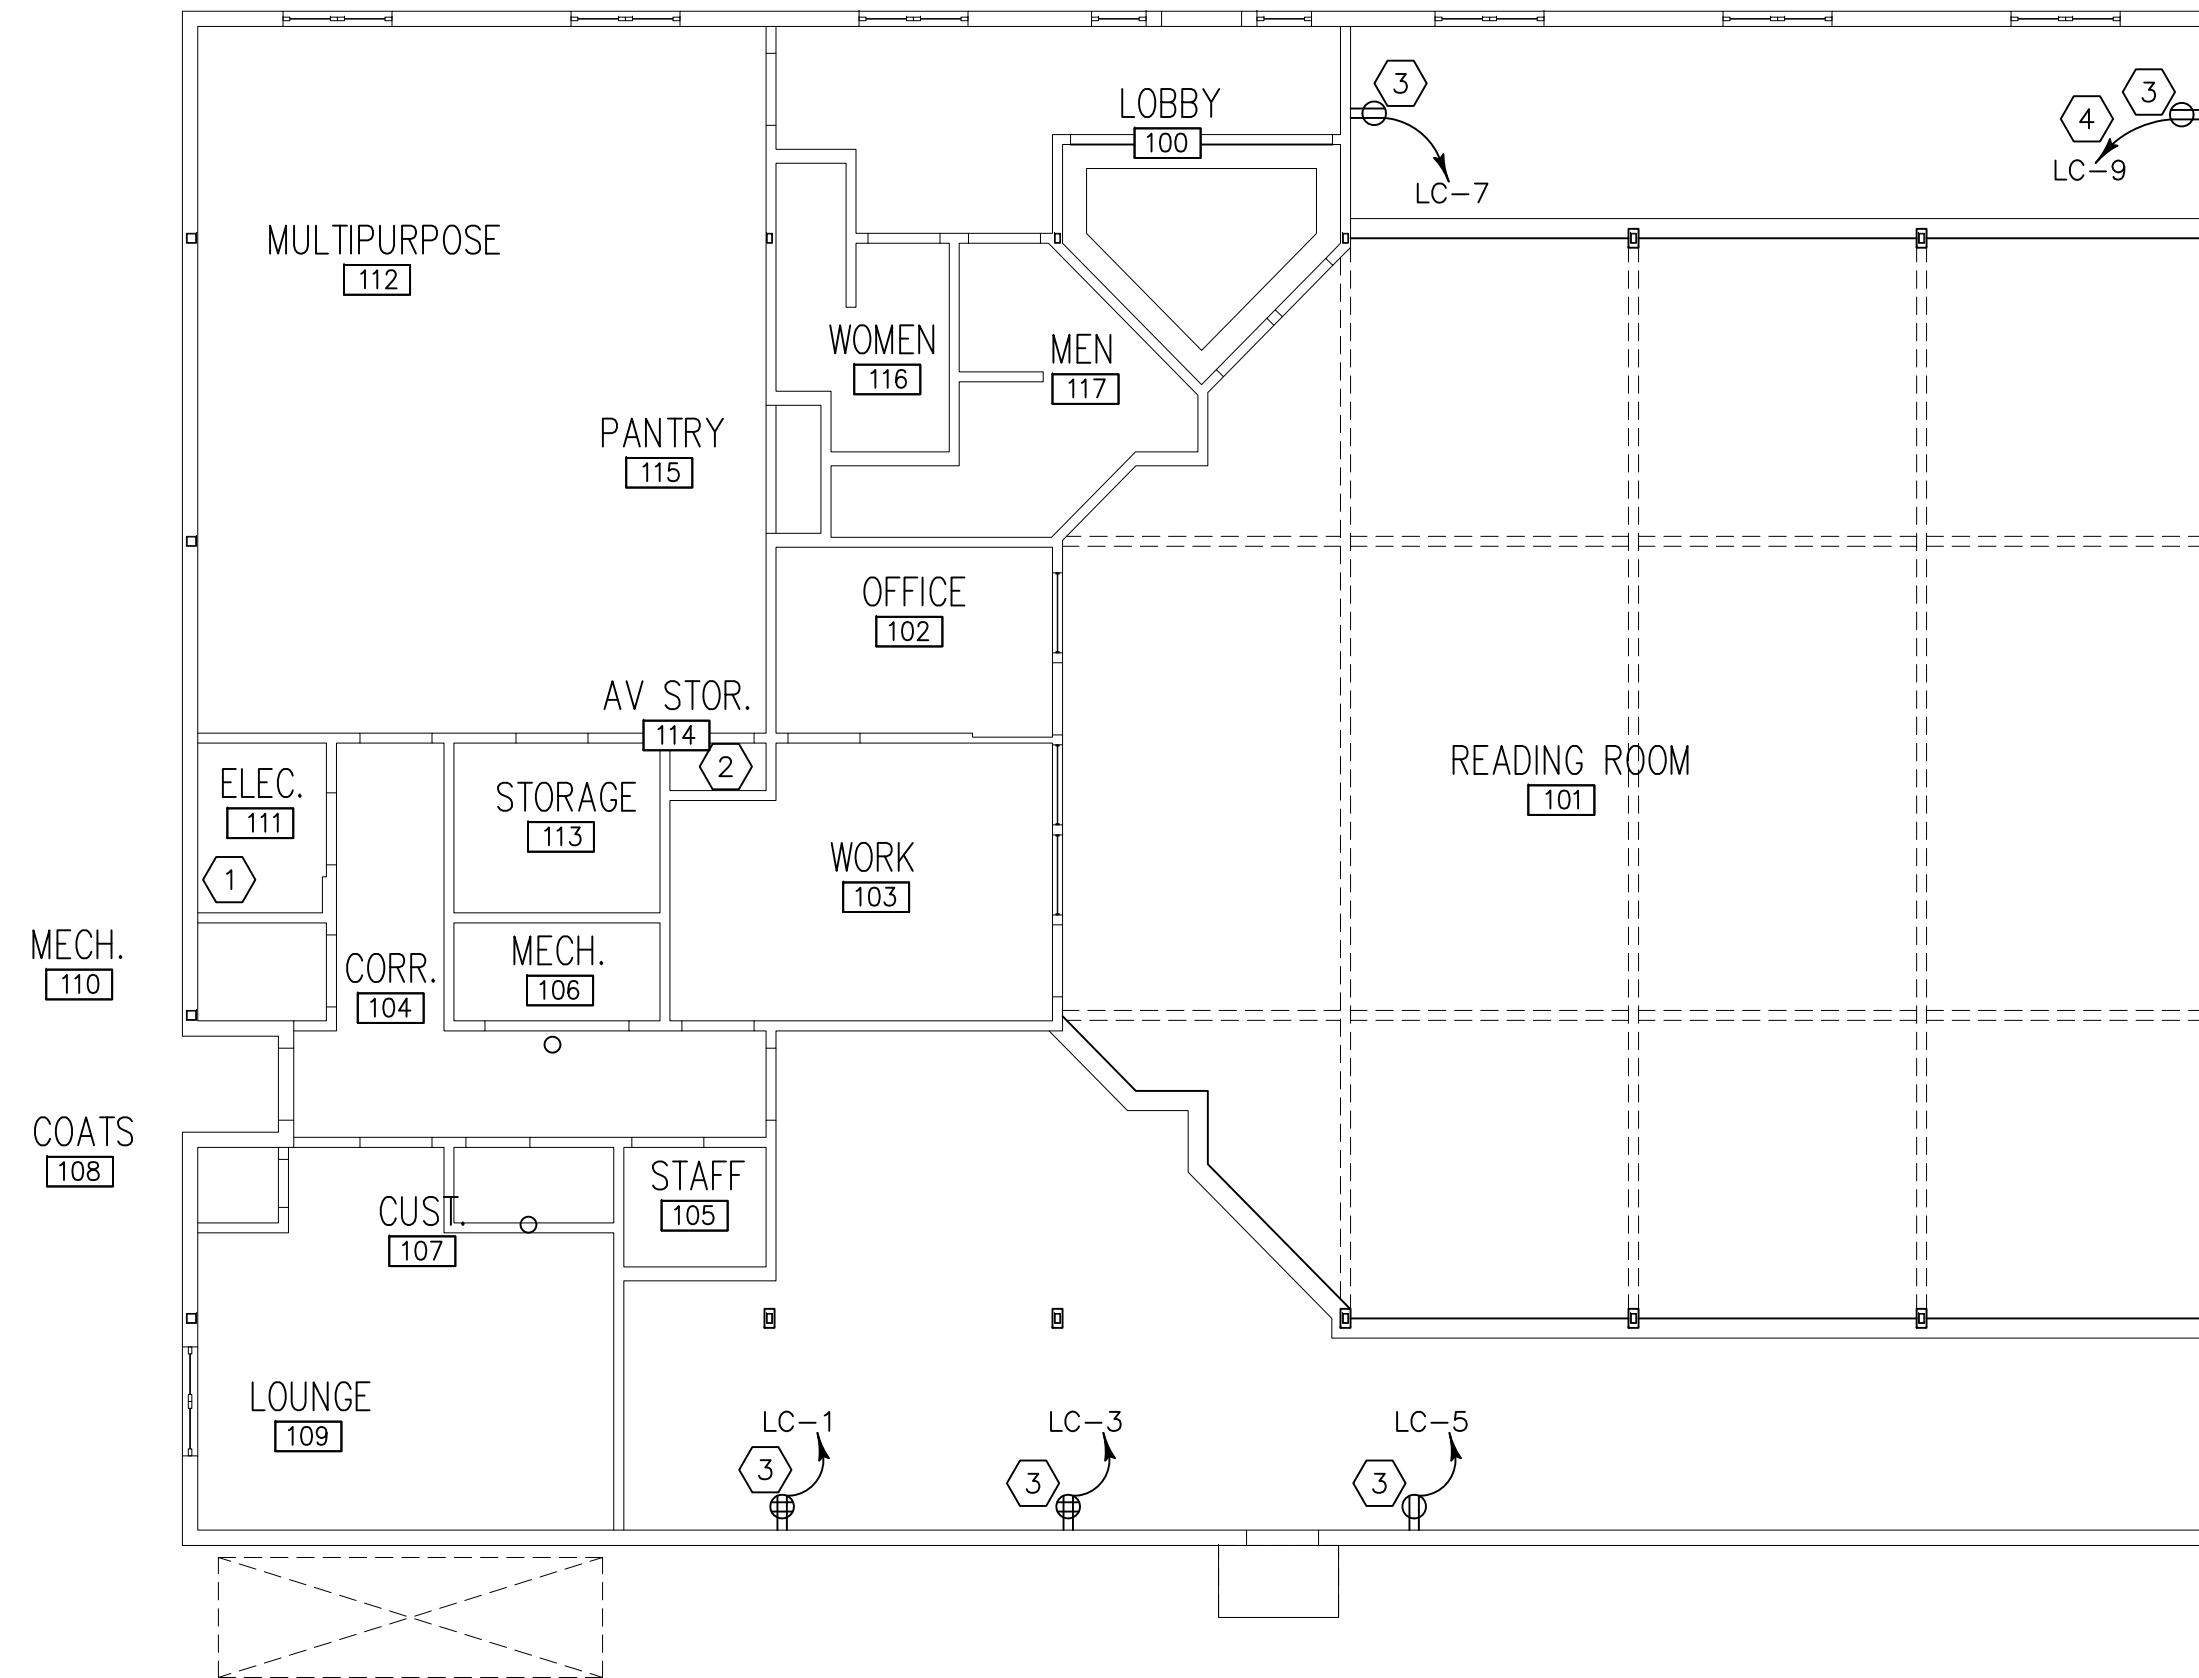 3
3
4
LOBBY
100
LC-7
LC-9
MULTIPURPOSE
112
WOMEN
116
MEN
117
PANTRY
115
OFFICE
102
AV STOR.
114
2
READING ROOM
101
ELEC.
111
STORAGE
113
WORK
103
1
MECH.
110
CORR.
104
MECH.
106
COATS
108
CUST.
107
STAFF
105
LOUNGE
109
LC-1
LC-3
LC-5
3
3
3